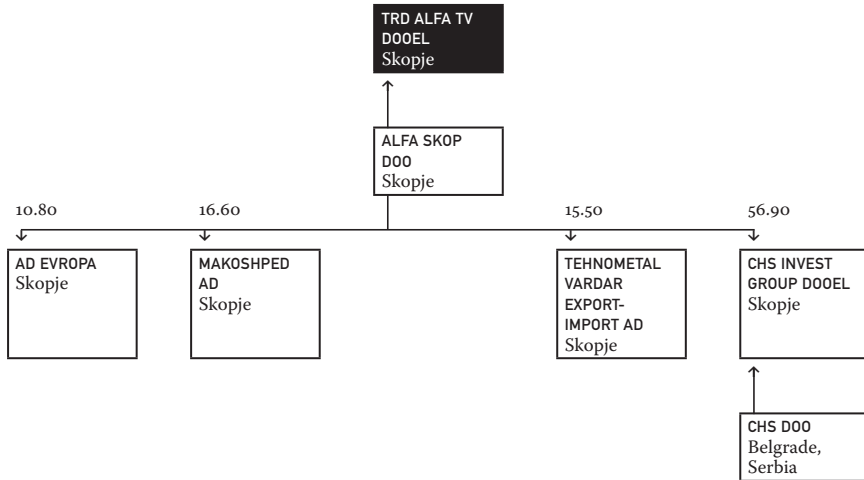 TRD ALFA TV
DOOEL
Skopje
ALFA SKOP
DOO
Skopje
10.80
16.60
15.50
56.90
AD EVROPA
Skopje
MAKOSHPED
AD
Skopje
TEHNOMETAL
VARDAR
EXPORT-
IMPORT AD
Skopje
CHS INVEST
GROUP DOOEL
Skopje
CHS DOO
Belgrade,
Serbia